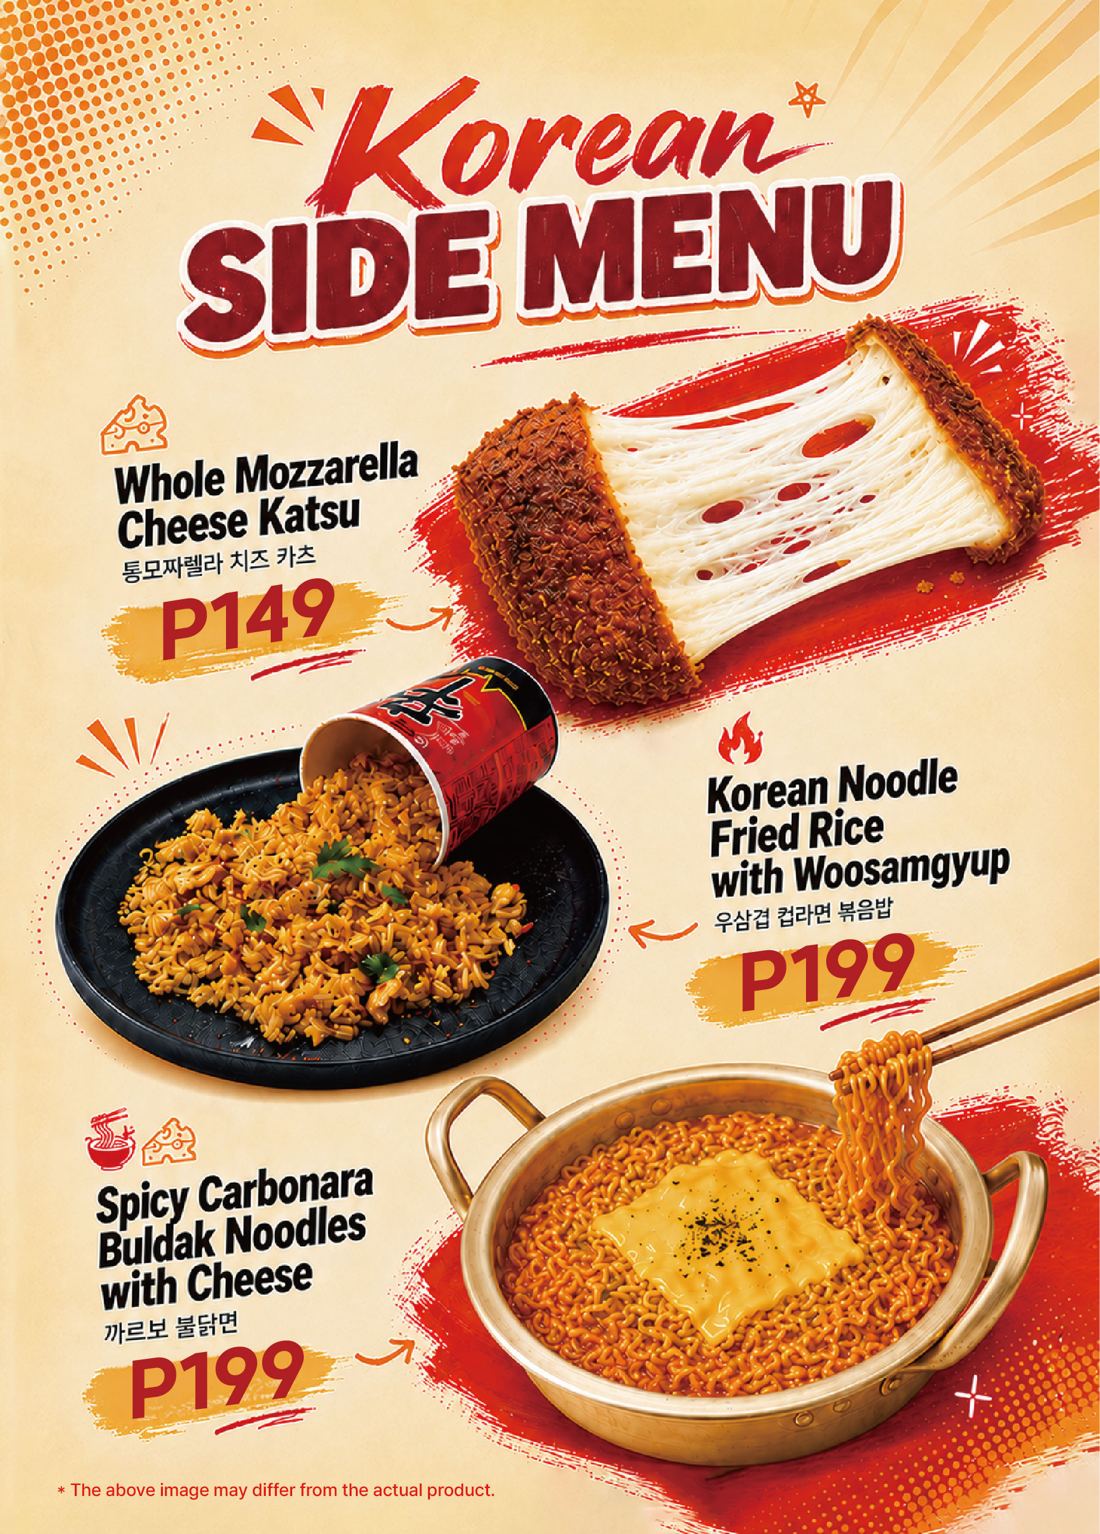 Korean
SIDE MENU
Whole Mozzarella
Cheese Katsu
통모짜렐라 치즈 카츠
P149
辛
Korean Noodle
Fried Rice
with Woosamgyup
우삼겹 컵라면 볶음밥
P199
Spicy Carbonara
Buldak Noodles
with Cheese
까르보 불닭면
P199
* The above image may differ from the actual product.